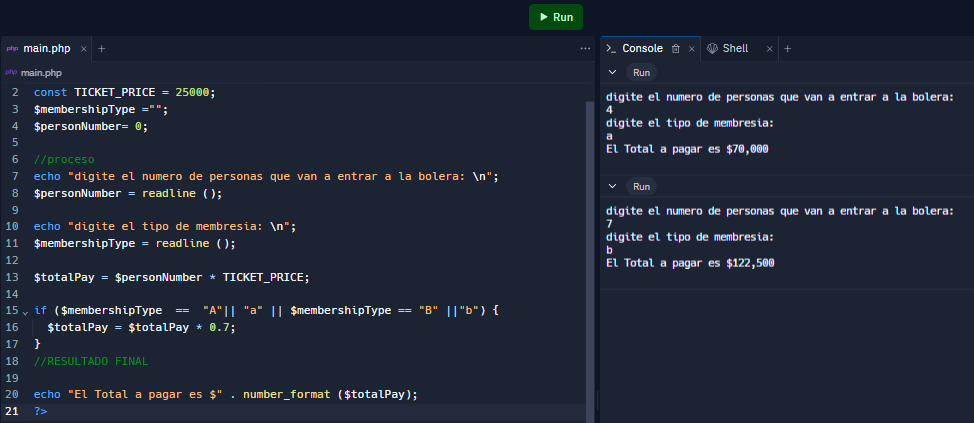 Run
php main.php × +
...
php main.php
2 const TICKET_PRICE = 25000;
3 $membershipType ="";
4 $personNumber= 0;
5
6 //proceso
7 echo "digite el numero de personas que van a entrar a la bolera: \n";
8 $personNumber = readline ();
9
10 echo "digite el tipo de membresia: \n";
11 $membershipType = readline ();
12
13 $totalPay = $personNumber * TICKET_PRICE;
14
15 if ($membershipType  ==  "A"|| "a" || $membershipType == "B" ||"b") {
16   $totalPay = $totalPay * 0.7;
17 }
18 //RESULTADO FINAL
19
20 echo "El Total a pagar es $" . number_format ($totalPay);
21 ?>
Console × Shell × +
Run
digite el numero de personas que van a entrar a la bolera:
4
digite el tipo de membresia:
a
El Total a pagar es $70,000
Run
digite el numero de personas que van a entrar a la bolera:
7
digite el tipo de membresia:
b
El Total a pagar es $122,500